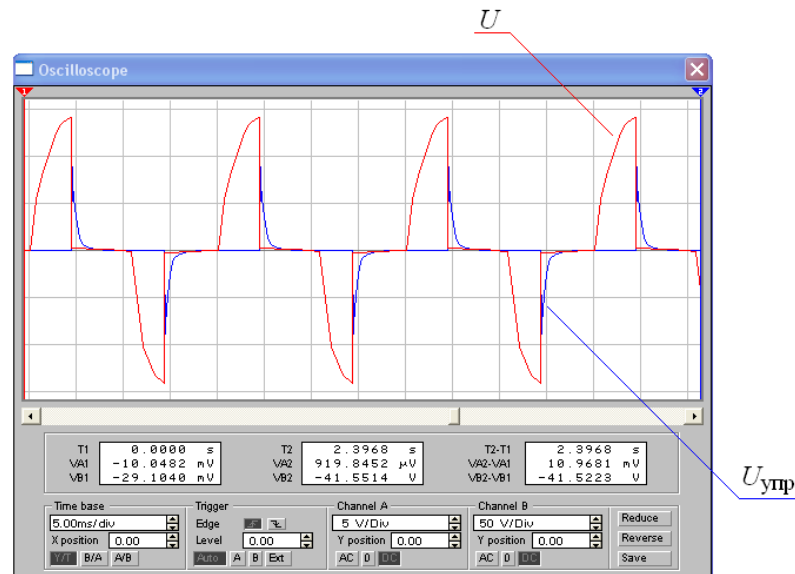 U
Oscilloscope
1
2
T1 0.0000 s
VA1 -10.0482 mV
VB1 -29.1040 mV
T2 2.3968 s
VA2 919.8452 µV
VB2 -41.5514 V
T2-T1 2.3968 s
VA2-VA1 10.9681 mV
VB2-VB1 -41.5223 V
Uупр
Time base
5.00ms/div
X position 0.00
Y/T B/A A/B
Trigger
Edge
Level 0.00
Auto A B Ext
Channel A
5 V/Div
Y position 0.00
AC 0 DC
Channel B
50 V/Div
Y position 0.00
AC 0 DC
Reduce
Reverse
Save